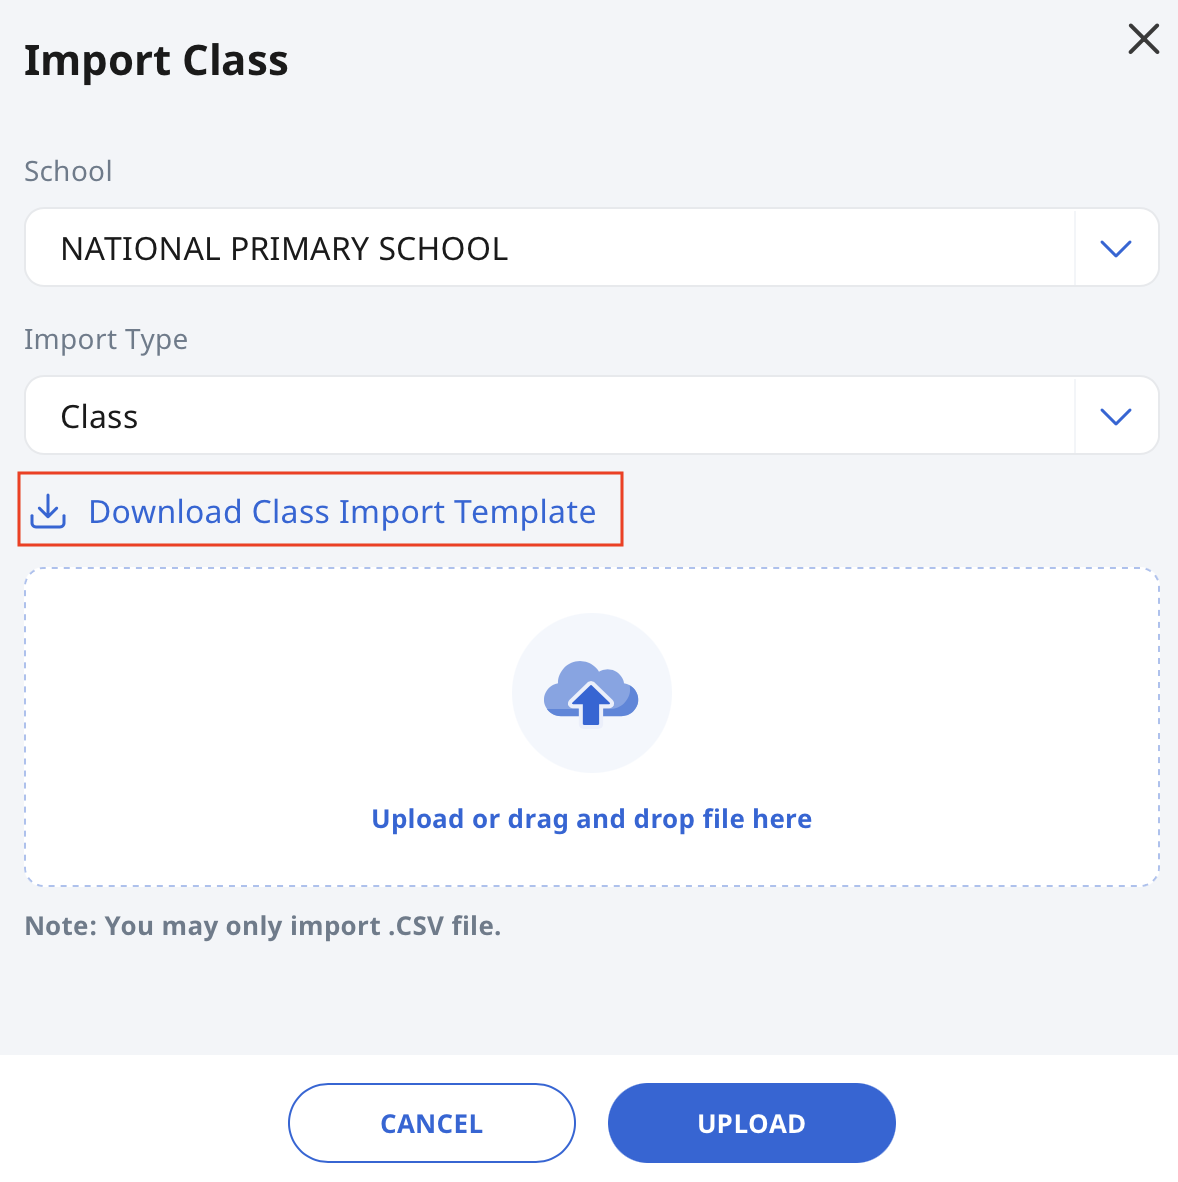 Import Class
School
NATIONAL PRIMARY SCHOOL
Import Type
Class
Download Class Import Template
Upload or drag and drop file here
Note: You may only import .CSV file.
CANCEL
UPLOAD